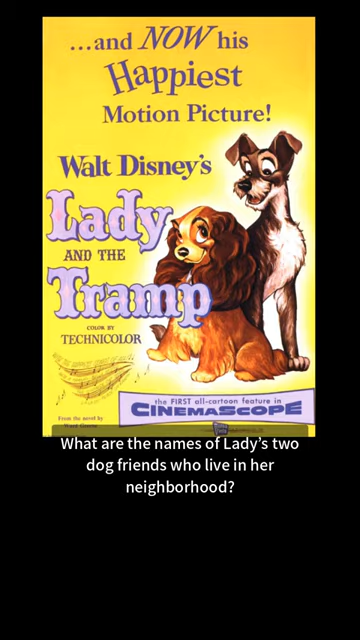 ...and NOW his
Happiest
Motion Picture!
Walt Disney's
Lady
AND THE
Tramp
COLOR BY
TECHNICOLOR
the FIRST all-cartoon feature in
CINEMASCOPE
From the novel by
Ward Greene
What are the names of Lady’s two
dog friends who live in her
neighborhood?